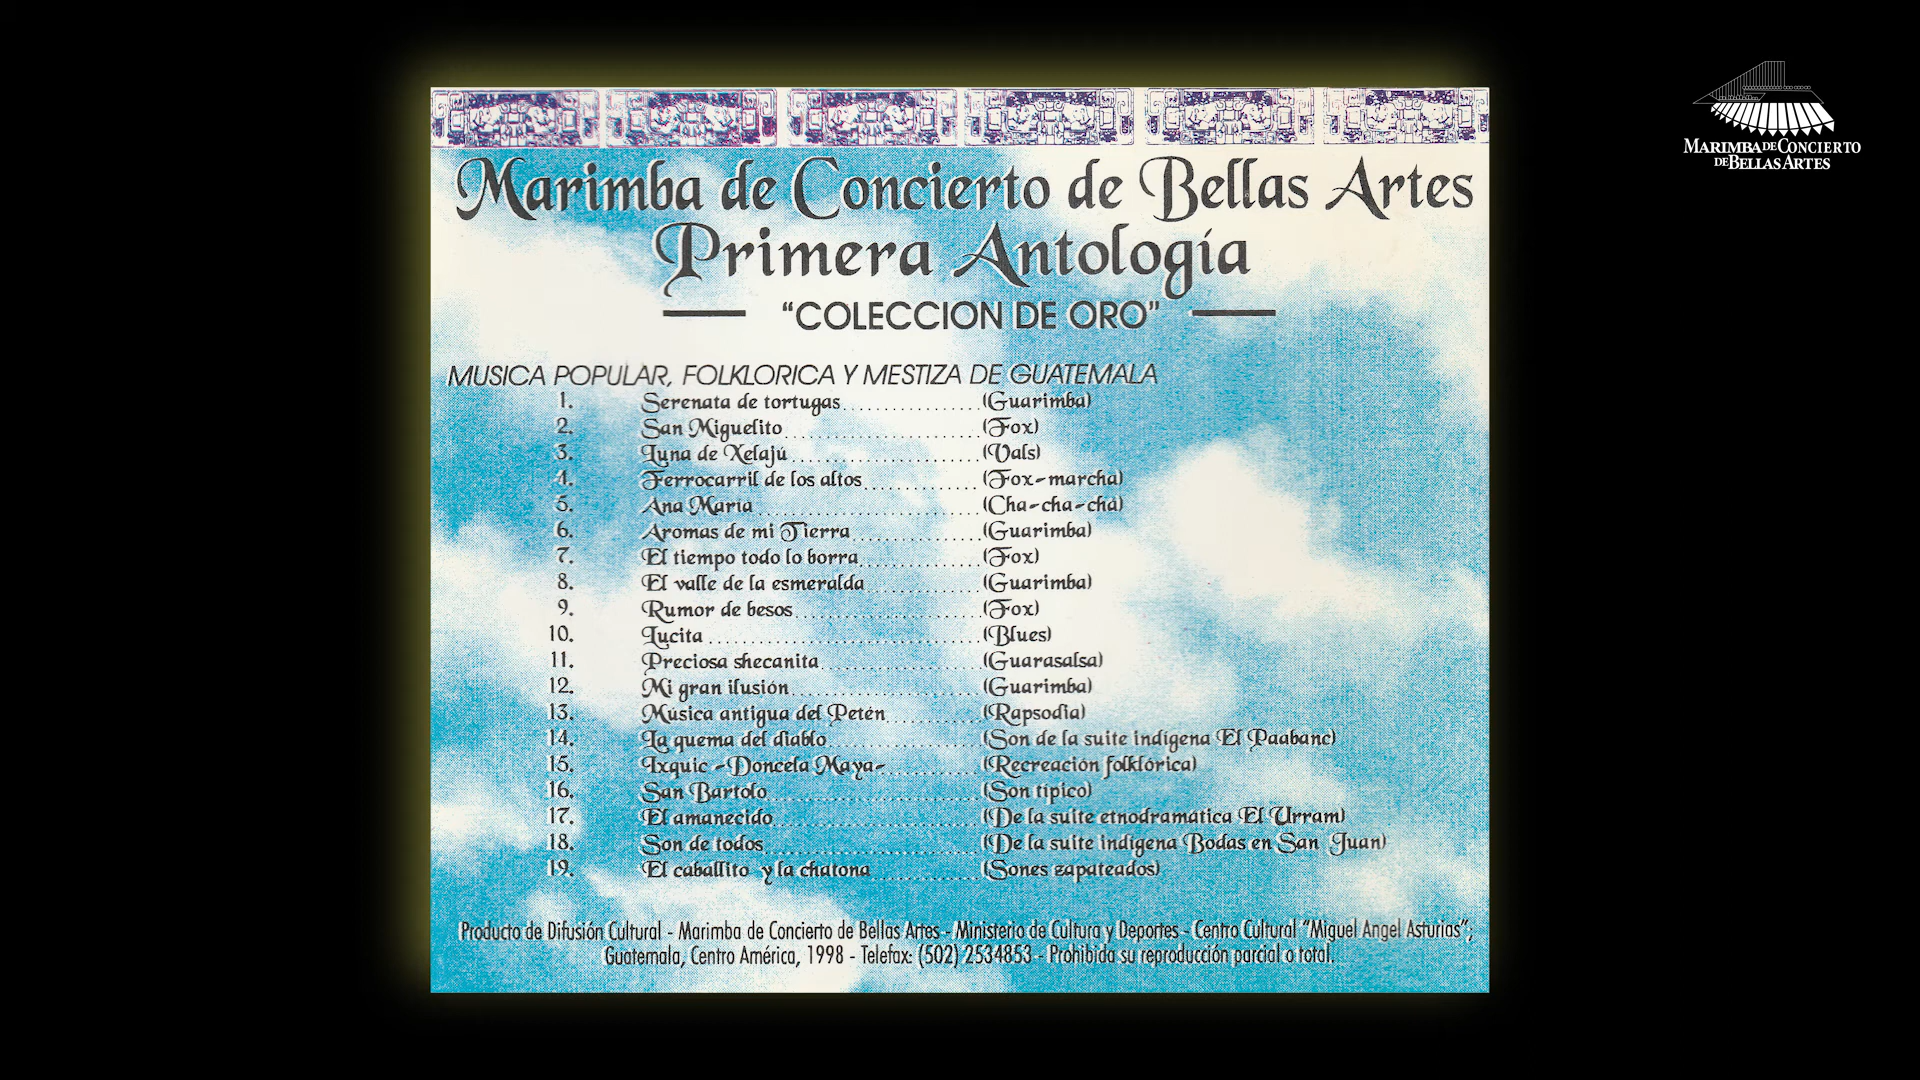 Marimba de Concierto de Bellas Artes
Primera Antología
"COLECCION DE ORO"
MUSICA POPULAR, FOLKLORICA Y MESTIZA DE GUATEMALA
1. Serenata de tortugas (Guarimba)
2. San Miguelito (Fox)
3. Luna de Xelajú (Vals)
4. Ferrocarril de los altos (Fox-marcha)
5. Ana María (Cha-cha-chá)
6. Aromas de mi Tierra (Guarimba)
7. El tiempo todo lo borra (Fox)
8. El valle de la esmeralda (Guarimba)
9. Rumor de besos (Fox)
10. Lucita (Blues)
11. Preciosa shecanita (Guarasalsa)
12. Mi gran ilusión (Guarimba)
13. Música antigua del Petén (Rapsodia)
14. La quema del diablo (Son de la suite indígena El Paabanc)
15. Ixquic -Doncela Maya- (Recreación folklórica)
16. San Bartolo (Son típico)
17. El amanecido (De la suite etnodramática El Urram)
18. Son de todos (De la suite indígena Bodas en San Juan)
19. El caballito y la chatona (Sones zapateados)
Producto de Difusión Cultural - Marimba de Concierto de Bellas Artes - Ministerio de Cultura y Deportes - Centro Cultural "Miguel Angel Asturias";
Guatemala, Centro América, 1998 - Telefax: (502) 2534853 - Prohibida su reproducción parcial o total.
MARIMBA DE CONCIERTO
DE BELLAS ARTES